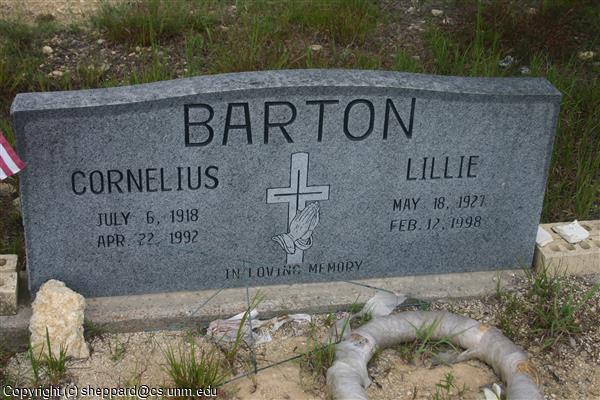 BARTON
CORNELIUS
JULY 6, 1918
APR. 22, 1992
LILLIE
MAY 18, 1927
FEB. 12, 1998
IN LOVING MEMORY
Copyright (c) sheppard@cs.unm.edu